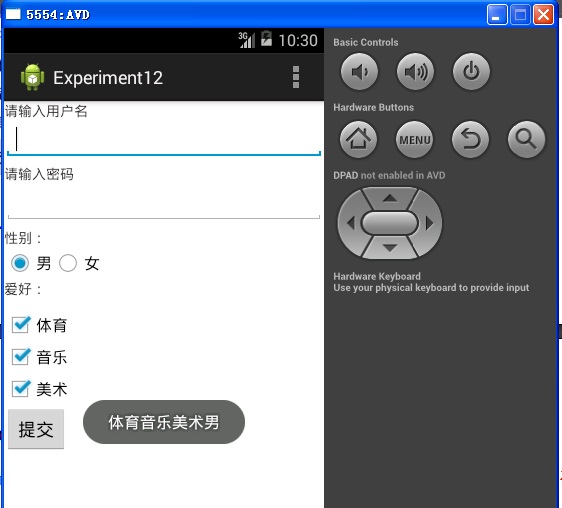 5554:AVD
3G 10:30
Experiment12
请输入用户名
请输入密码
性别：
男 女
爱好：
体育
音乐
美术
提交
体育音乐美术男
Basic Controls
Hardware Buttons
MENU
DPAD not enabled in AVD
Hardware Keyboard
Use your physical keyboard to provide input